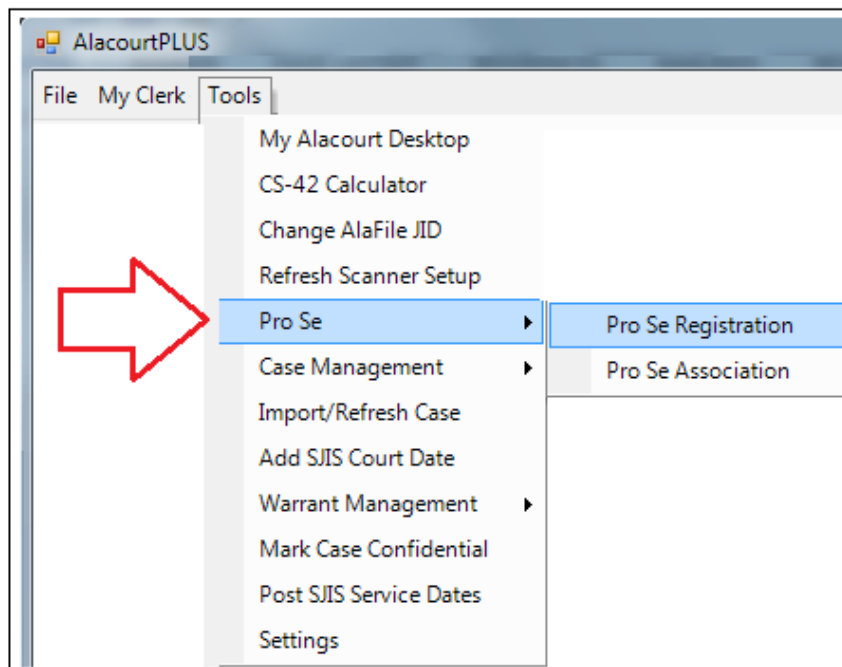 AlacourtPLUS
File My Clerk Tools
My Alacourt Desktop
CS-42 Calculator
Change AlaFile JID
Refresh Scanner Setup
Pro Se Pro Se Registration
Case Management Pro Se Association
Import/Refresh Case
Add SJIS Court Date
Warrant Management
Mark Case Confidential
Post SJIS Service Dates
Settings